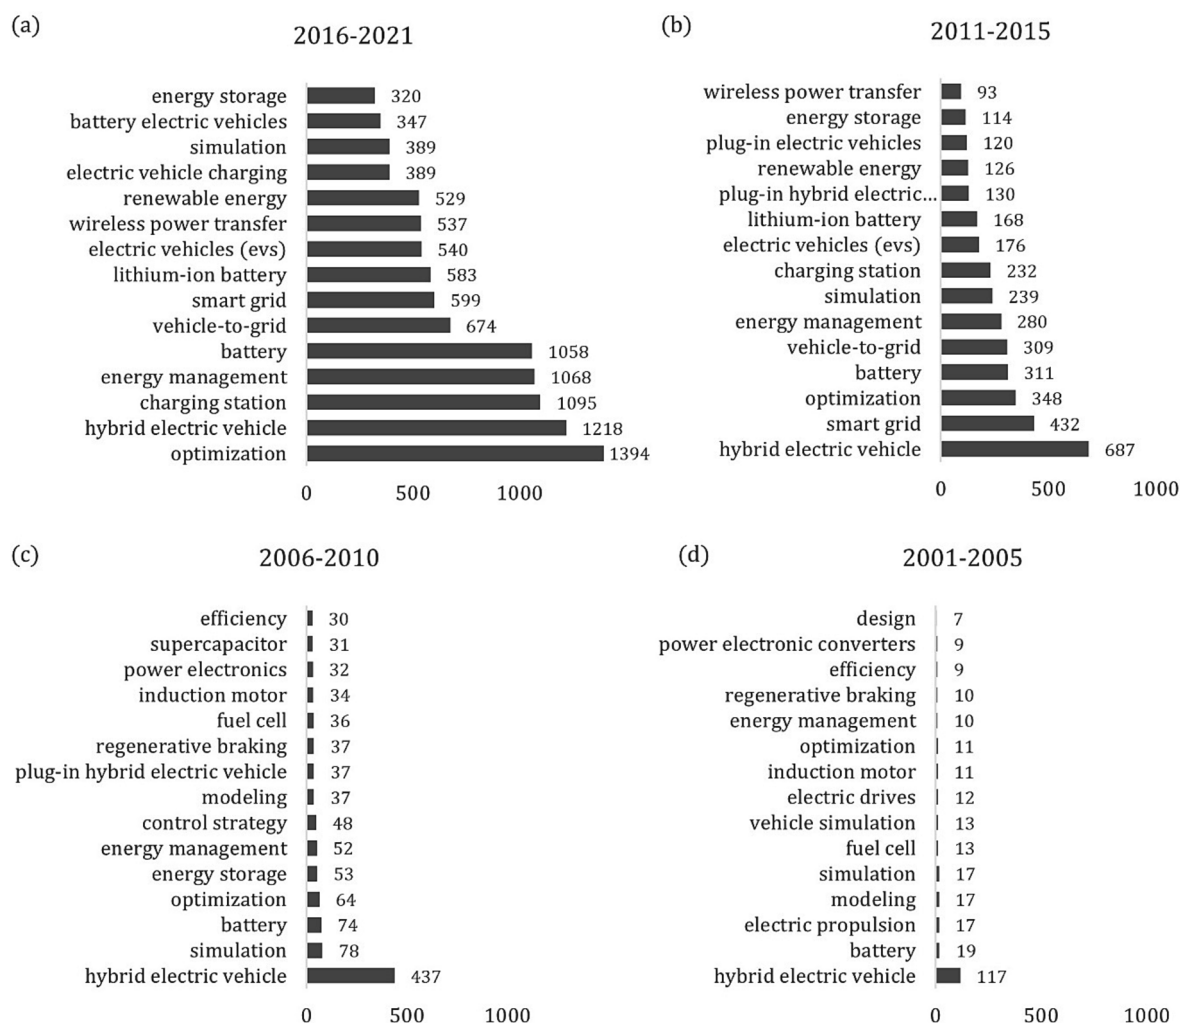 (a)
2016-2021
energy storage 320
battery electric vehicles 347
simulation 389
electric vehicle charging 389
renewable energy 529
wireless power transfer 537
electric vehicles (evs) 540
lithium-ion battery 583
smart grid 599
vehicle-to-grid 674
battery 1058
energy management 1068
charging station 1095
hybrid electric vehicle 1218
optimization 1394
0 500 1000
(b)
2011-2015
wireless power transfer 93
energy storage 114
plug-in electric vehicles 120
renewable energy 126
plug-in hybrid electric... 130
lithium-ion battery 168
electric vehicles (evs) 176
charging station 232
simulation 239
energy management 280
vehicle-to-grid 309
battery 311
optimization 348
smart grid 432
hybrid electric vehicle 687
0 500 1000
(c)
2006-2010
efficiency 30
supercapacitor 31
power electronics 32
induction motor 34
fuel cell 36
regenerative braking 37
plug-in hybrid electric vehicle 37
modeling 37
control strategy 48
energy management 52
energy storage 53
optimization 64
battery 74
simulation 78
hybrid electric vehicle 437
0 500 1000
(d)
2001-2005
design 7
power electronic converters 9
efficiency 9
regenerative braking 10
energy management 10
optimization 11
induction motor 11
electric drives 12
vehicle simulation 13
fuel cell 13
simulation 17
modeling 17
electric propulsion 17
battery 19
hybrid electric vehicle 117
0 500 1000